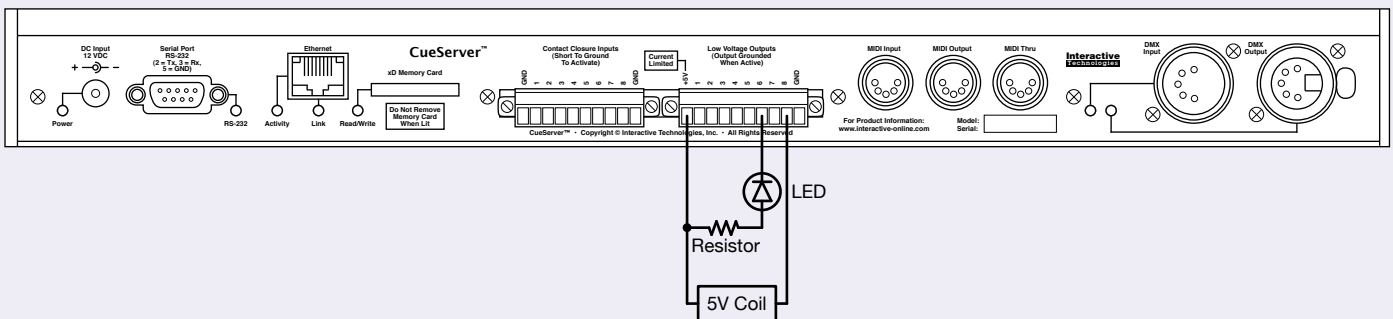 DC Input
12 VDC
+ -
Power
Serial Port
RS-232
(2 = Tx, 3 = Rx,
5 = GND)
RS-232
Ethernet
Activity
Link
CueServer™
xD Memory Card
Read/Write
Do Not Remove
Memory Card
When Lit
Contact Closure Inputs
(Short To Ground
To Activate)
GND 1 2 3 4 5 6 7 8 GND
Current
Limited
Low Voltage Outputs
(Output Grounded
When Active)
+5V 1 2 3 4 5 6 7 8 GND
CueServer™ • Copyright © Interactive Technologies, Inc. • All Rights Reserved
MIDI Input
MIDI Output
MIDI Thru
For Product Information:
www.interactive-online.com
Interactive
Technologies
Model:
Serial:
DMX
Input
DMX
Output
LED
Resistor
5V Coil